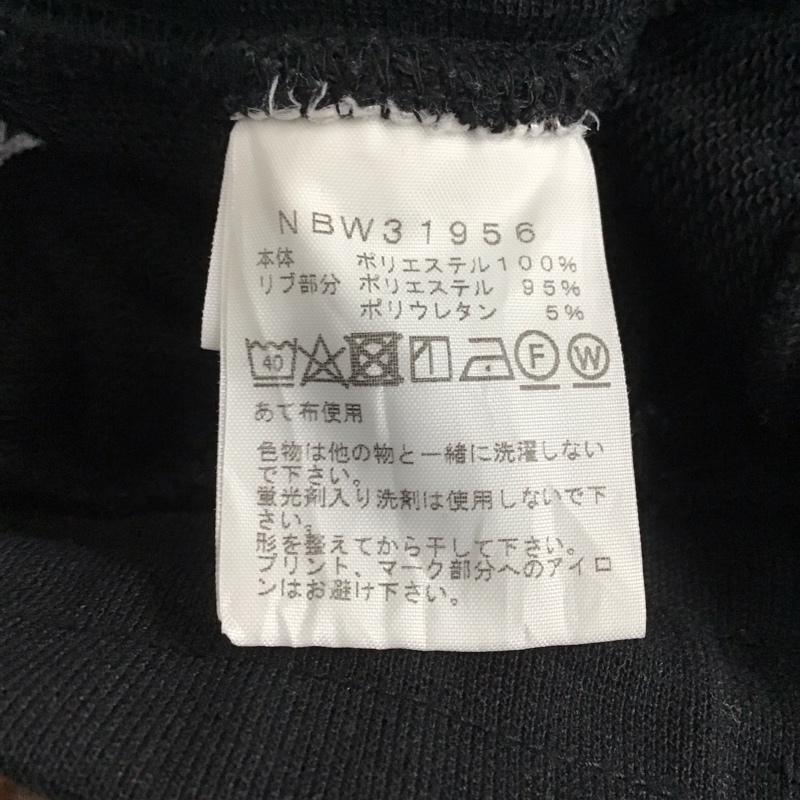 NBW31956
本体 ポリエステル100%
リブ部分 ポリエステル 95%
ポリウレタン 5%
40 F W
あて布使用
色物は他の物と一緒に洗濯しない
で下さい。
蛍光剤入り洗剤は使用しないで下
さい。
形を整えてから干して下さい。
プリント、マーク部分へのアイロ
ンはお避け下さい。